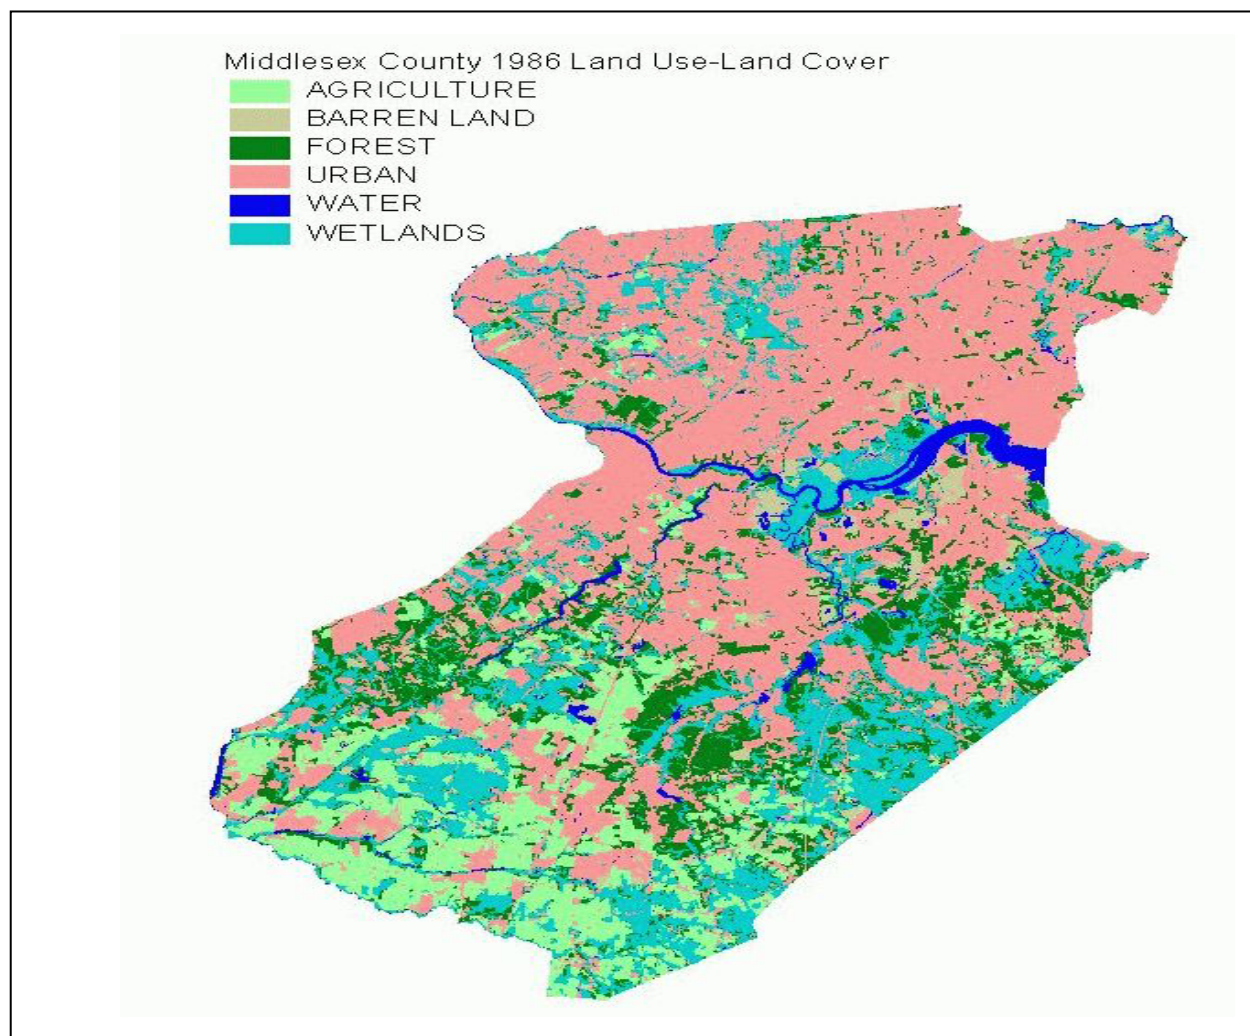 Middlesex County 1986 Land Use-Land Cover
AGRICULTURE
BARREN LAND
FOREST
URBAN
WATER
WETLANDS